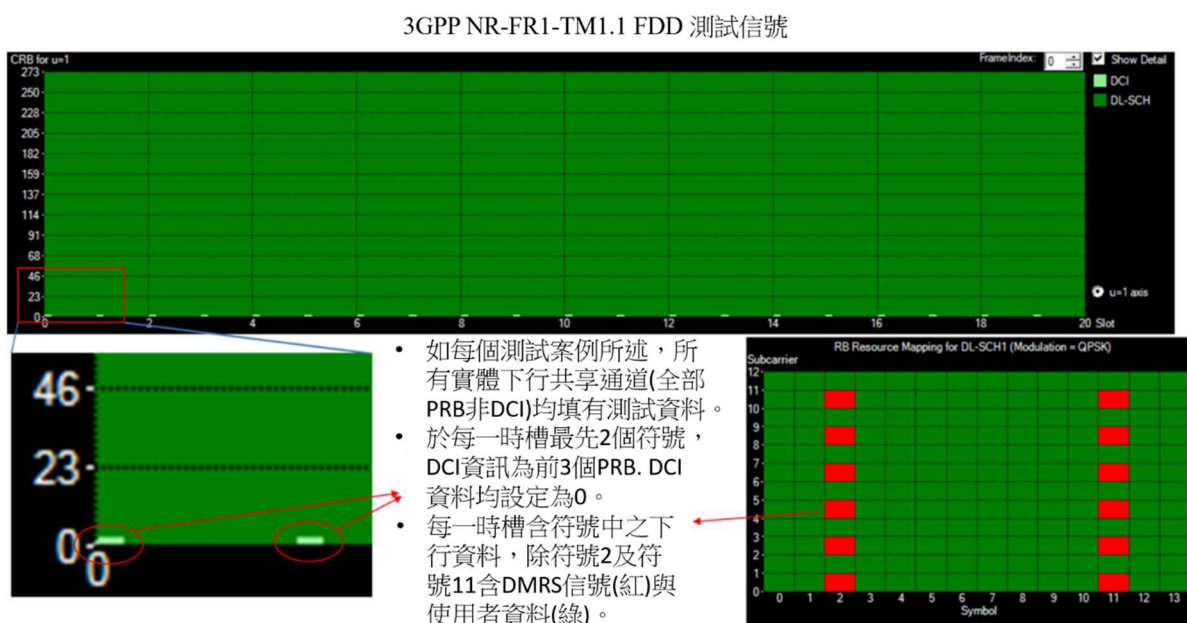 3GPP NR-FR1-TM1.1 FDD 測試信號
CRB for u=1
FrameIndex: 0
Show Detail
DCI
DL-SCH
273
250
228
205
182
159
137
114
91
68
46
23
0
u=1 axis
0 2 4 6 8 10 12 14 16 18 20 Slot
46
23
0
0
• 如每個測試案例所述，所
有實體下行共享通道(全部
PRB非DCI)均填有測試資料。
• 於每一時槽最先2個符號，
DCI資訊為前3個PRB. DCI
資料均設定為0。
• 每一時槽含符號中之下
行資料，除符號2及符
號11含DMRS信號(紅)與
使用者資料(綠)。
RB Resource Mapping for DL-SCH1 (Modulation = QPSK)
Subcarrier
12
10
9
8
7
6
5
4
3
2
1
0
0 1 2 3 4 5 6 7 8 9 10 11 12 13
Symbol